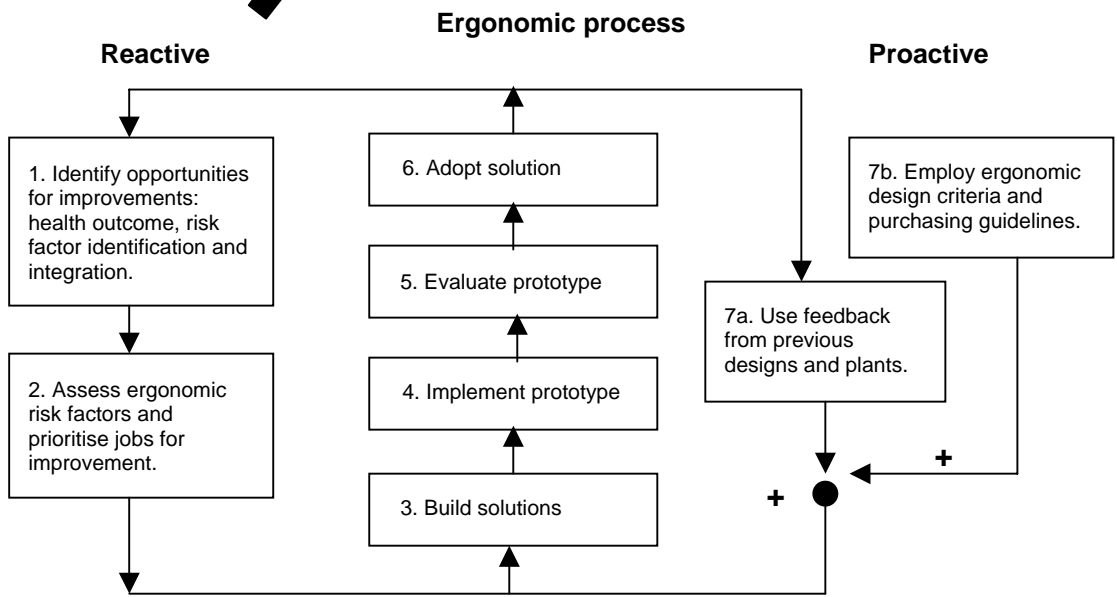 Ergonomic process
Reactive
Proactive
1. Identify opportunities
for improvements:
health outcome, risk
factor identification and
integration.
2. Assess ergonomic
risk factors and
prioritise jobs for
improvement.
6. Adopt solution
5. Evaluate prototype
4. Implement prototype
3. Build solutions
7b. Employ ergonomic
design criteria and
purchasing guidelines.
7a. Use feedback
from previous
designs and plants.
+
+